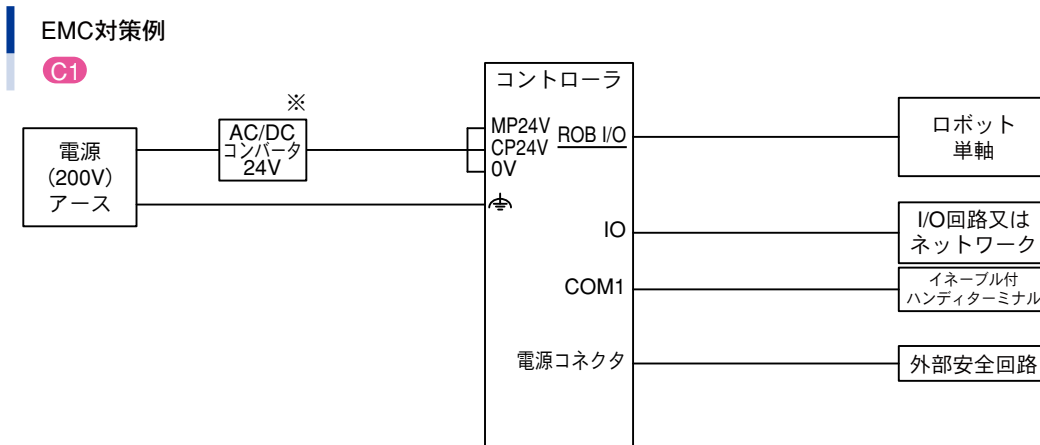 EMC対策例
C1
コントローラ
※
電源
(200V)
アース
AC/DC
コンバータ
24V
MP24V
CP24V
0V
ROB I/O
IO
COM1
電源コネクタ
ロボット
単軸
I/O回路又は
ネットワーク
イネーブル付
ハンディターミナル
外部安全回路